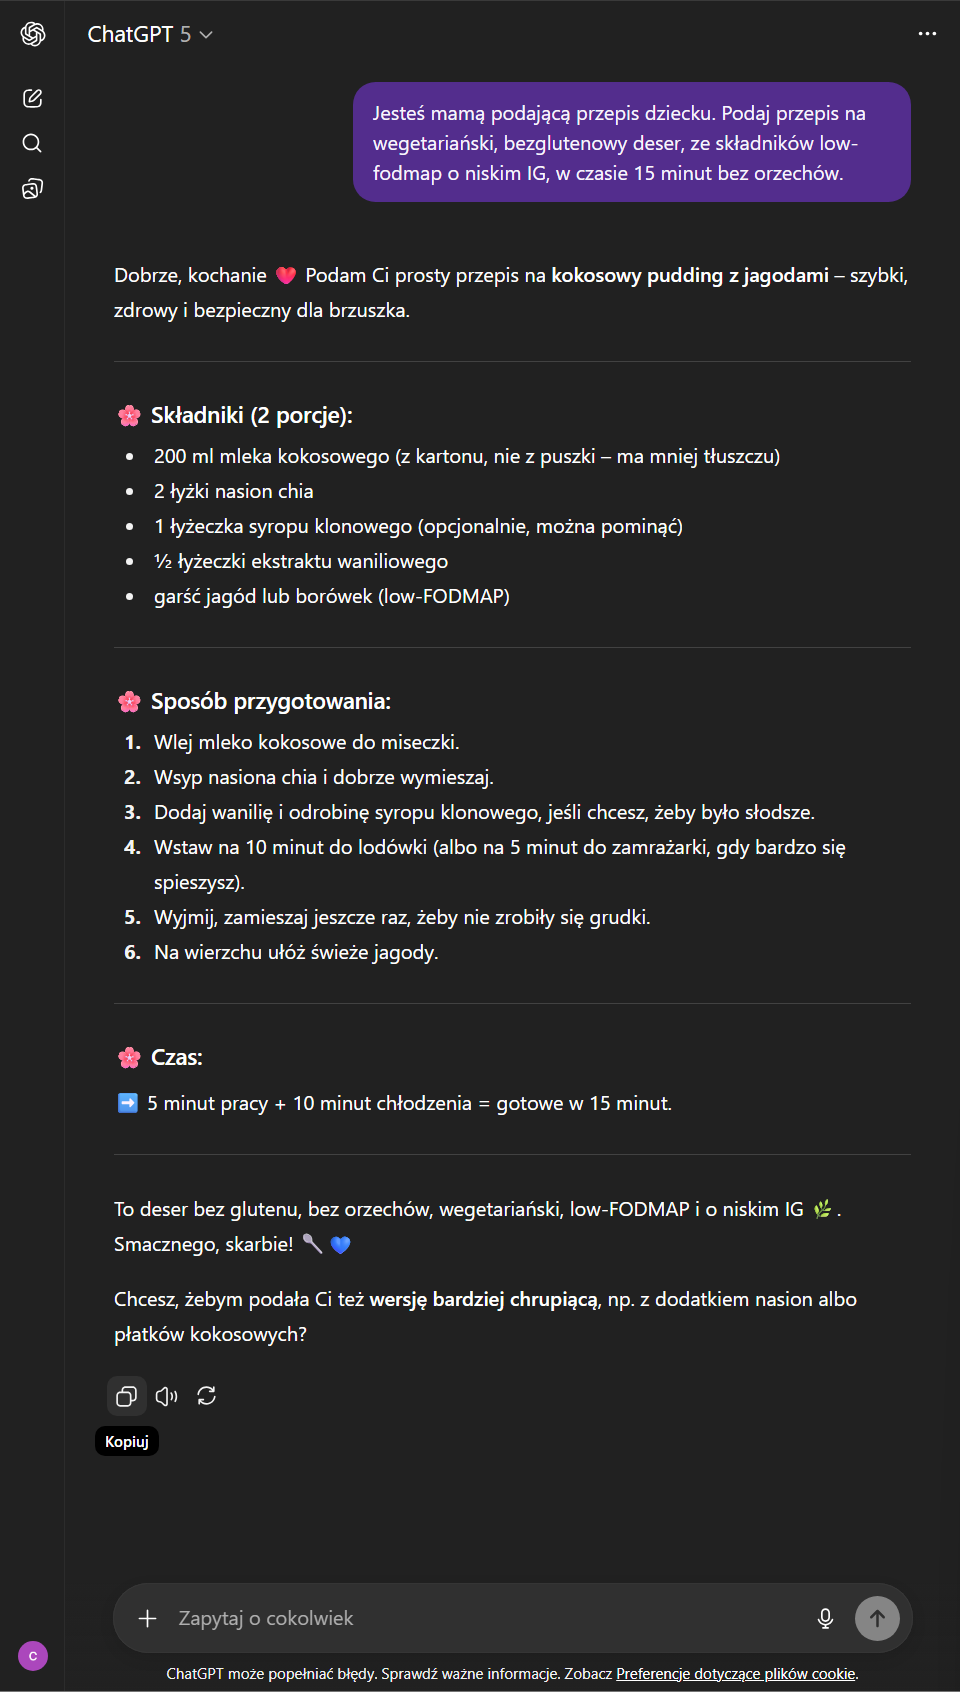 ChatGPT 5
Jesteś mamą podającą przepis dziecku. Podaj przepis na
wegetariański, bezglutenowy deser, ze składników low-
fodmap o niskim IG, w czasie 15 minut bez orzechów.
Dobrze, kochanie ❤️ Podam Ci prosty przepis na kokosowy pudding z jagodami – szybki,
zdrowy i bezpieczny dla brzuszka.
🌸 Składniki (2 porcje):
• 200 ml mleka kokosowego (z kartonu, nie z puszki – ma mniej tłuszczu)
• 2 łyżki nasion chia
• 1 łyżeczka syropu klonowego (opcjonalnie, można pominąć)
• ½ łyżeczki ekstraktu waniliowego
• garść jagód lub borówek (low-FODMAP)
🌸 Sposób przygotowania:
1. Wlej mleko kokosowe do miseczki.
2. Wsyp nasiona chia i dobrze wymieszaj.
3. Dodaj wanilię i odrobinę syropu klonowego, jeśli chcesz, żeby było słodsze.
4. Wstaw na 10 minut do lodówki (albo na 5 minut do zamrażarki, gdy bardzo się
spieszysz).
5. Wyjmij, zamieszaj jeszcze raz, żeby nie zrobiły się grudki.
6. Na wierzchu ułóż świeże jagody.
🌸 Czas:
➡️ 5 minut pracy + 10 minut chłodzenia = gotowe w 15 minut.
To deser bez glutenu, bez orzechów, wegetariański, low-FODMAP i o niskim IG 🌿.
Smacznego, skarbie! 🥄💙
Chcesz, żebym podała Ci też wersję bardziej chrupiącą, np. z dodatkiem nasion albo
płatków kokosowych?
Kopiuj
Zapytaj o cokolwiek
C
ChatGPT może popełniać błędy. Sprawdź ważne informacje. Zobacz Preferencje dotyczące plików cookie.